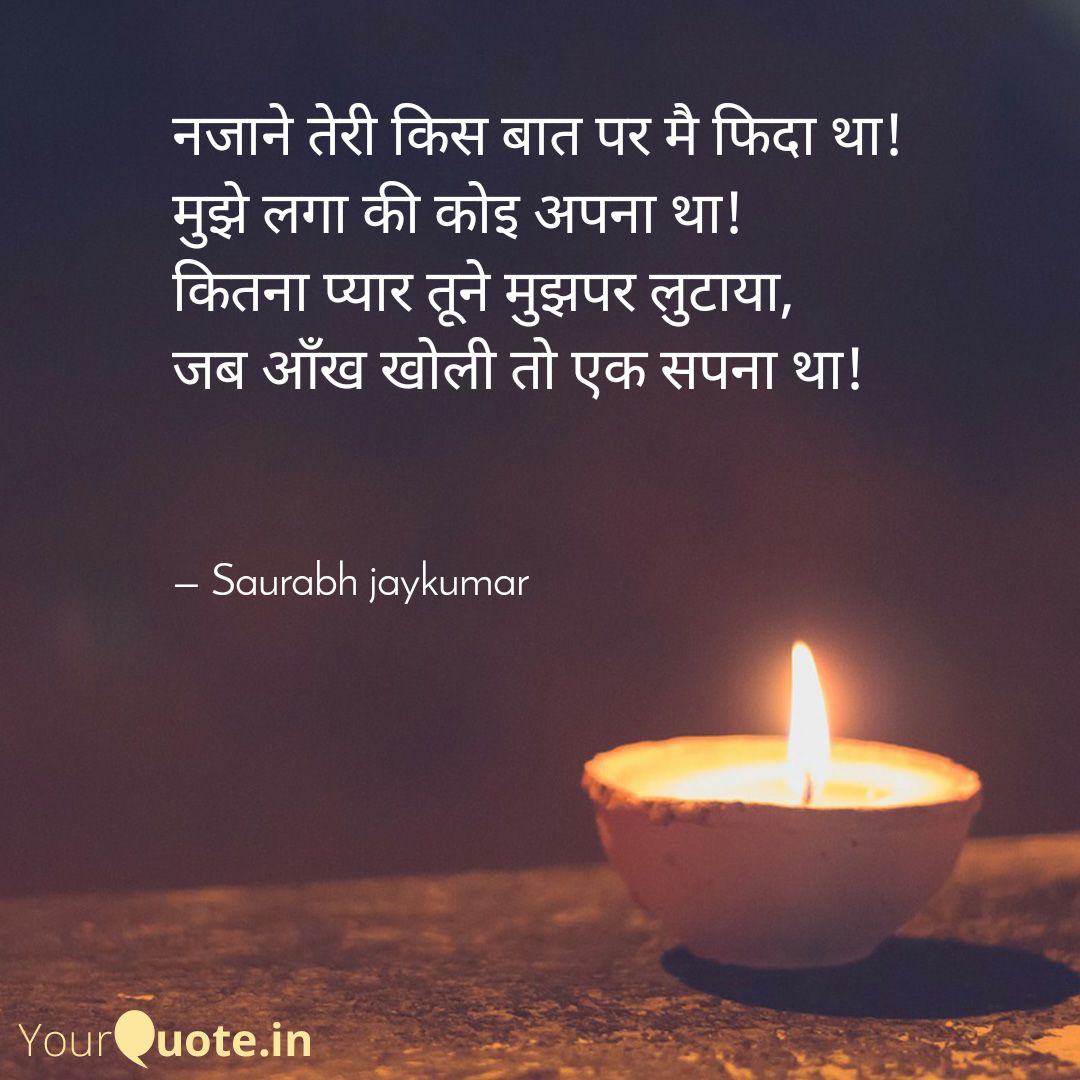 नजाने तेरी किस बात पर मै फिदा था!
मुझे लगा की कोइ अपना था!
कितना प्यार तूने मुझपर लुटाया,
जब आँख खोली तो एक सपना था!
– Saurabh jaykumar
YourQuote.in